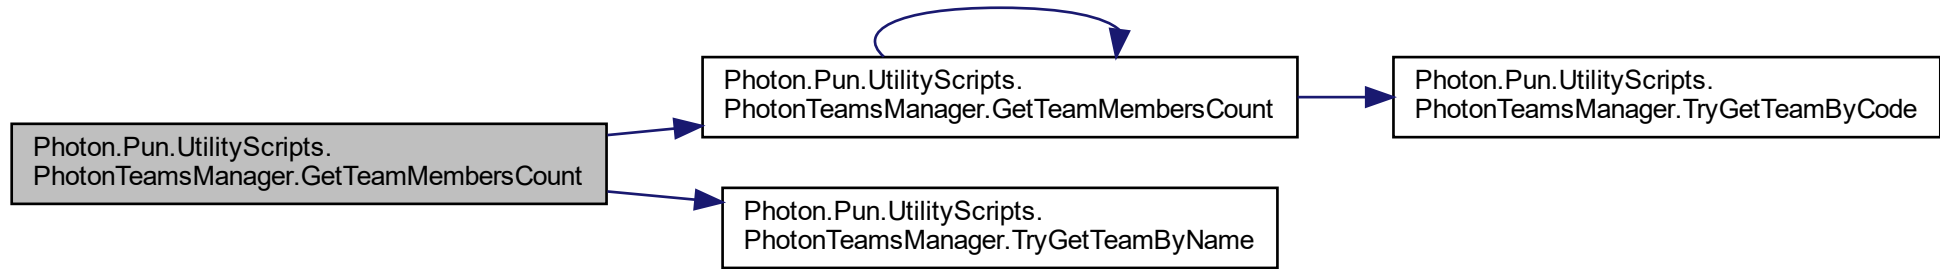 Photon.Pun.UtilityScripts.
PhotonTeamsManager.GetTeamMembersCount
Photon.Pun.UtilityScripts.
PhotonTeamsManager.GetTeamMembersCount
Photon.Pun.UtilityScripts.
PhotonTeamsManager.TryGetTeamByCode
Photon.Pun.UtilityScripts.
PhotonTeamsManager.TryGetTeamByName